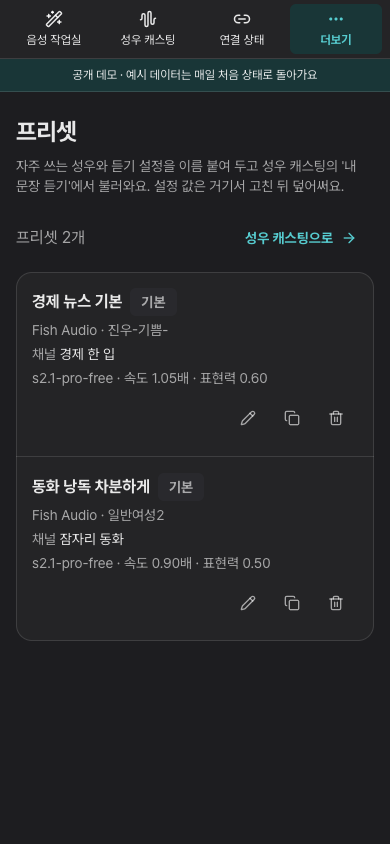 음성 작업실
성우 캐스팅
연결 상태
더보기
공개 데모 · 예시 데이터는 매일 처음 상태로 돌아가요
프리셋
자주 쓰는 성우와 듣기 설정을 이름 붙여 두고 성우 캐스팅의 '내
문장 듣기'에서 불러와요. 설정 값은 거기서 고친 뒤 덮어써요.
프리셋 2개
성우 캐스팅으로
경제 뉴스 기본 기본
Fish Audio · 진우-기쁨-
채널 경제 한 입
s2.1-pro-free · 속도 1.05배 · 표현력 0.60
동화 낭독 차분하게 기본
Fish Audio · 일반여성2
채널 잠자리 동화
s2.1-pro-free · 속도 0.90배 · 표현력 0.50